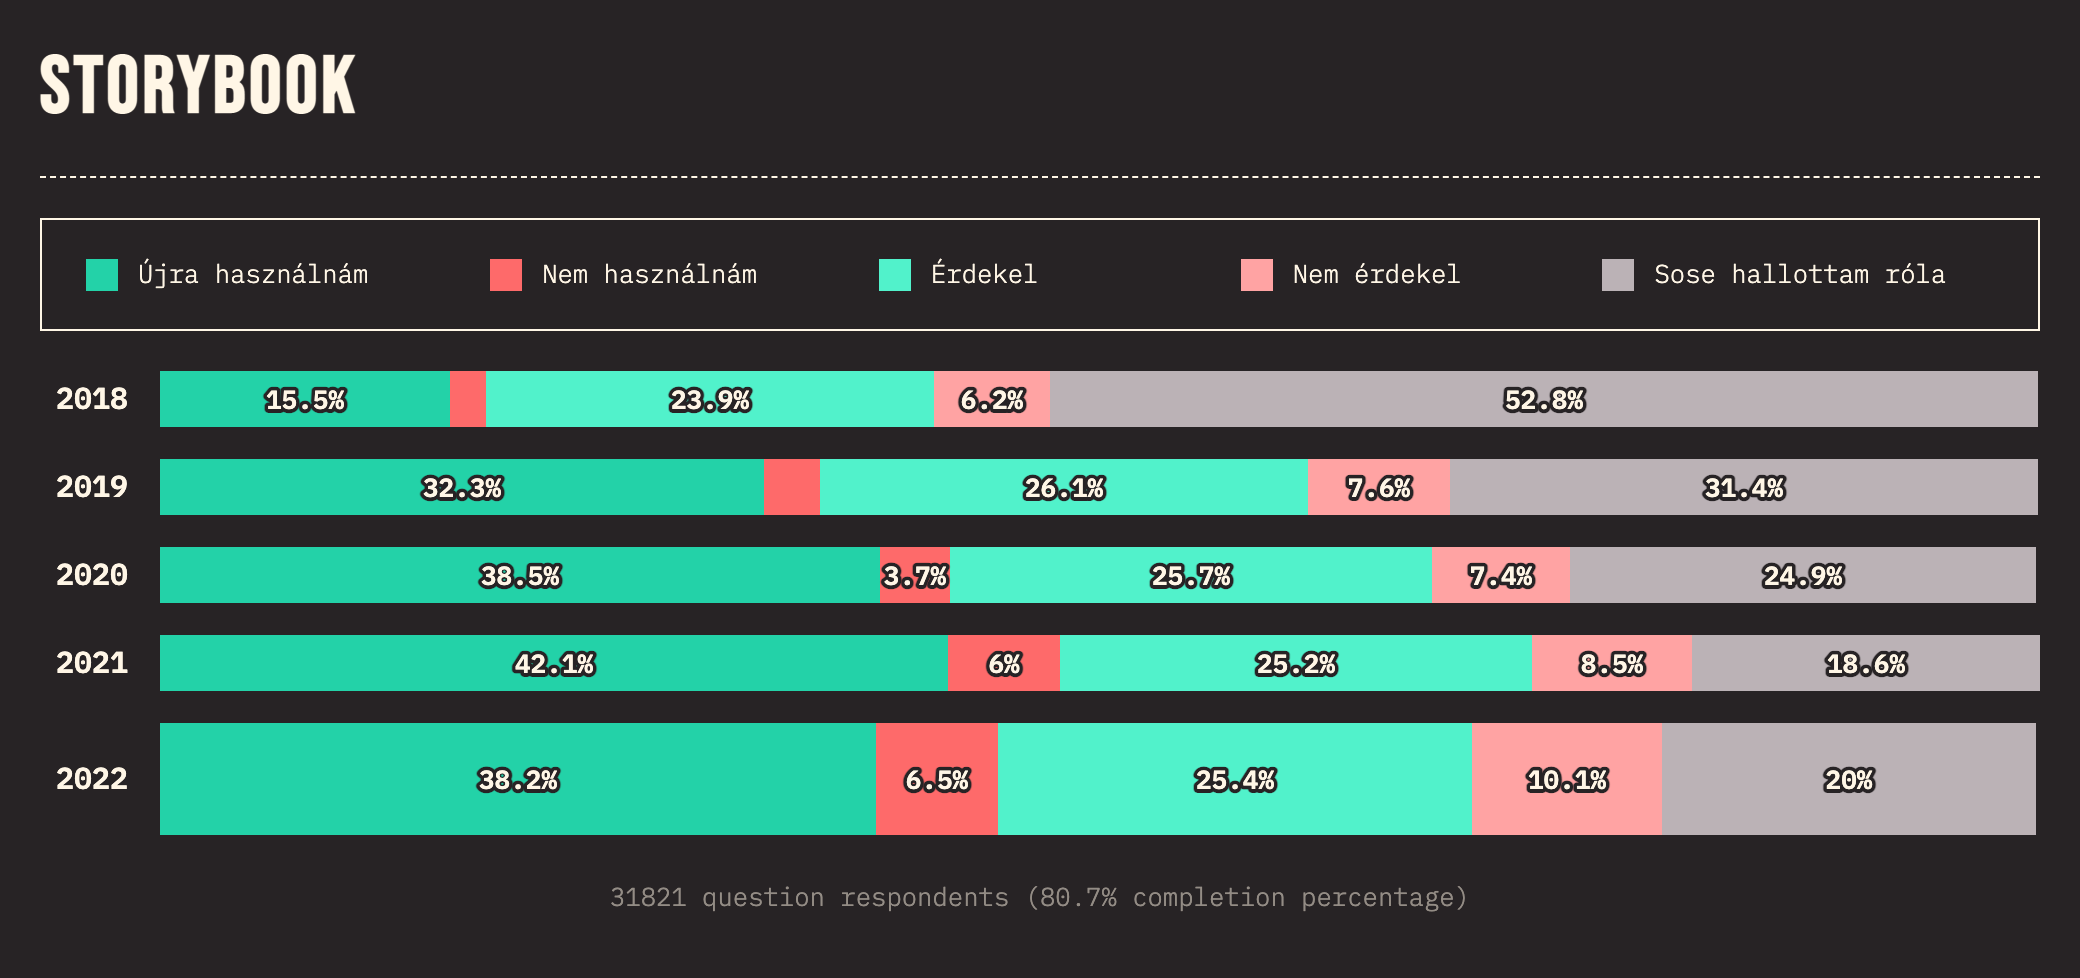 STORYBOOK
Újra használnám Nem használnám Érdekel Nem érdekel Sose hallottam róla
2018 15.5% 23.9% 6.2% 52.8%
2019 32.3% 26.1% 7.6% 31.4%
2020 38.5% 3.7% 25.7% 7.4% 24.9%
2021 42.1% 6% 25.2% 8.5% 18.6%
2022 38.2% 6.5% 25.4% 10.1% 20%
31821 question respondents (80.7% completion percentage)